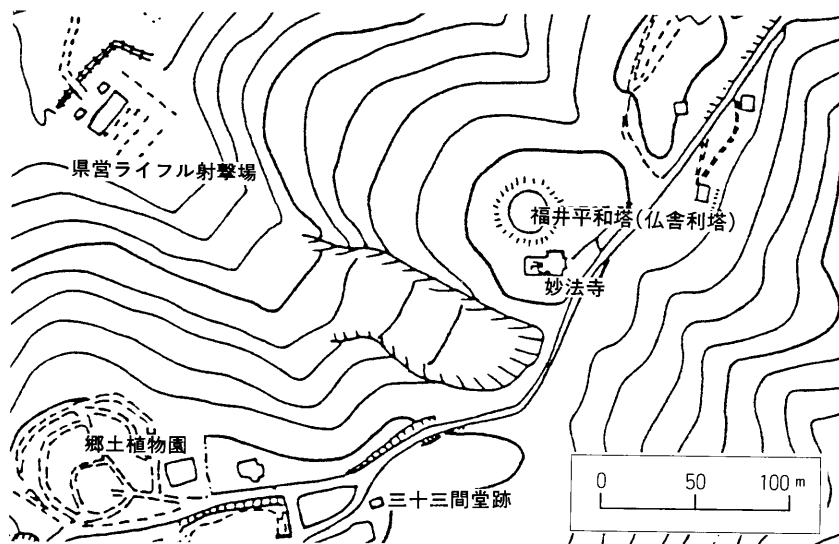 県営ライフル射撃場
福井平和塔(仏舎利塔)
妙法寺
郷土植物園
三十三間堂跡
0 50 100 m